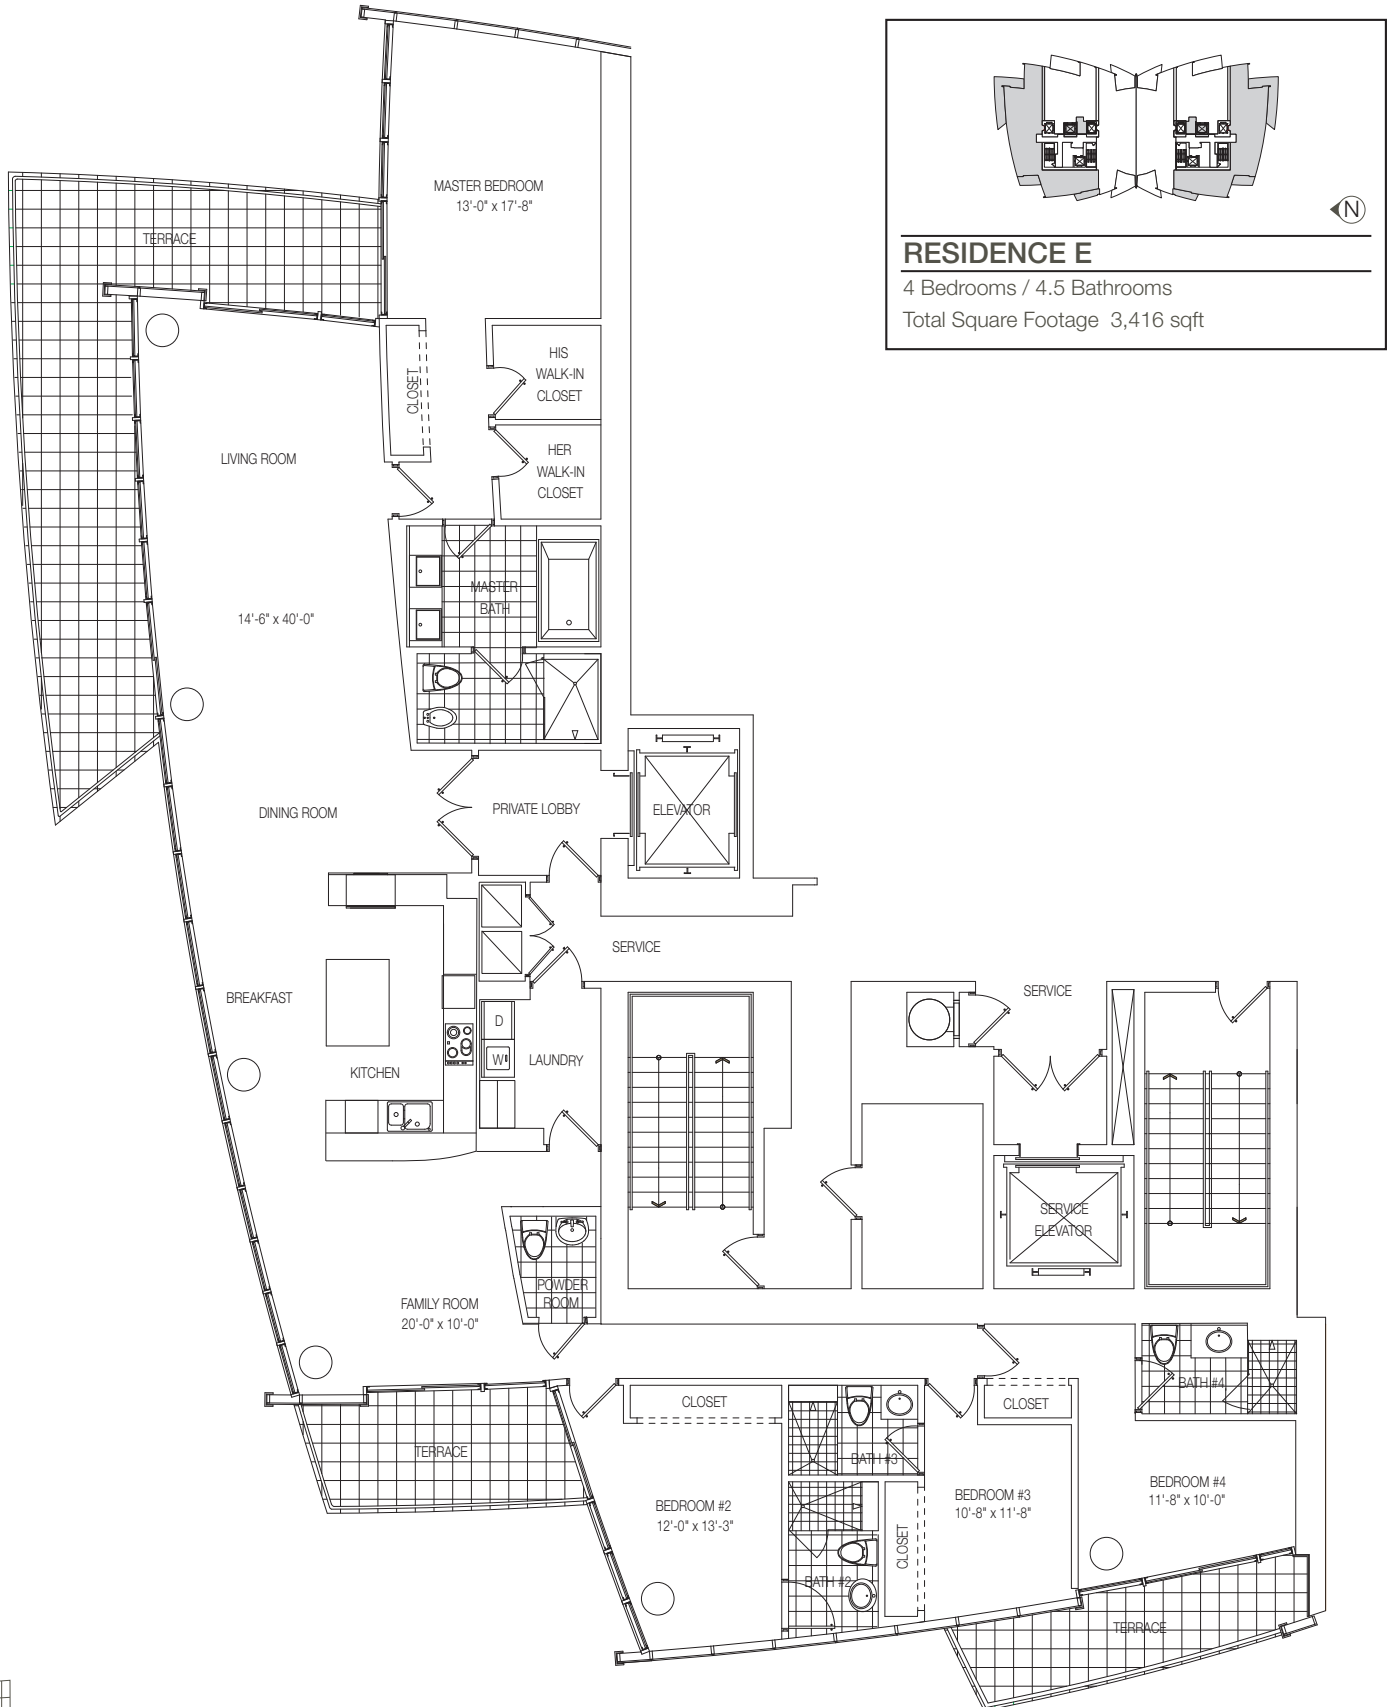 RESIDENCE E
4 Bedrooms / 4.5 Bathrooms
Total Square Footage 3,416 sqft
N
MASTER BEDROOM
13'-0" x 17'-8"
TERRACE
CLOSET
HIS
WALK-IN
CLOSET
HER
WALK-IN
CLOSET
LIVING ROOM
MASTER
BATH
14'-6" x 40'-0"
DINING ROOM
PRIVATE LOBBY
ELEVATOR
SERVICE
BREAKFAST
KITCHEN
D
W
LAUNDRY
SERVICE
SERVICE
ELEVATOR
POWDER
ROOM
FAMILY ROOM
20'-0" x 10'-0"
TERRACE
CLOSET
BATH #3
CLOSET
BATH #4
BEDROOM #2
12'-0" x 13'-3"
BATH #2
CLOSET
BEDROOM #3
10'-8" x 11'-8"
BEDROOM #4
11'-8" x 10'-0"
TERRACE